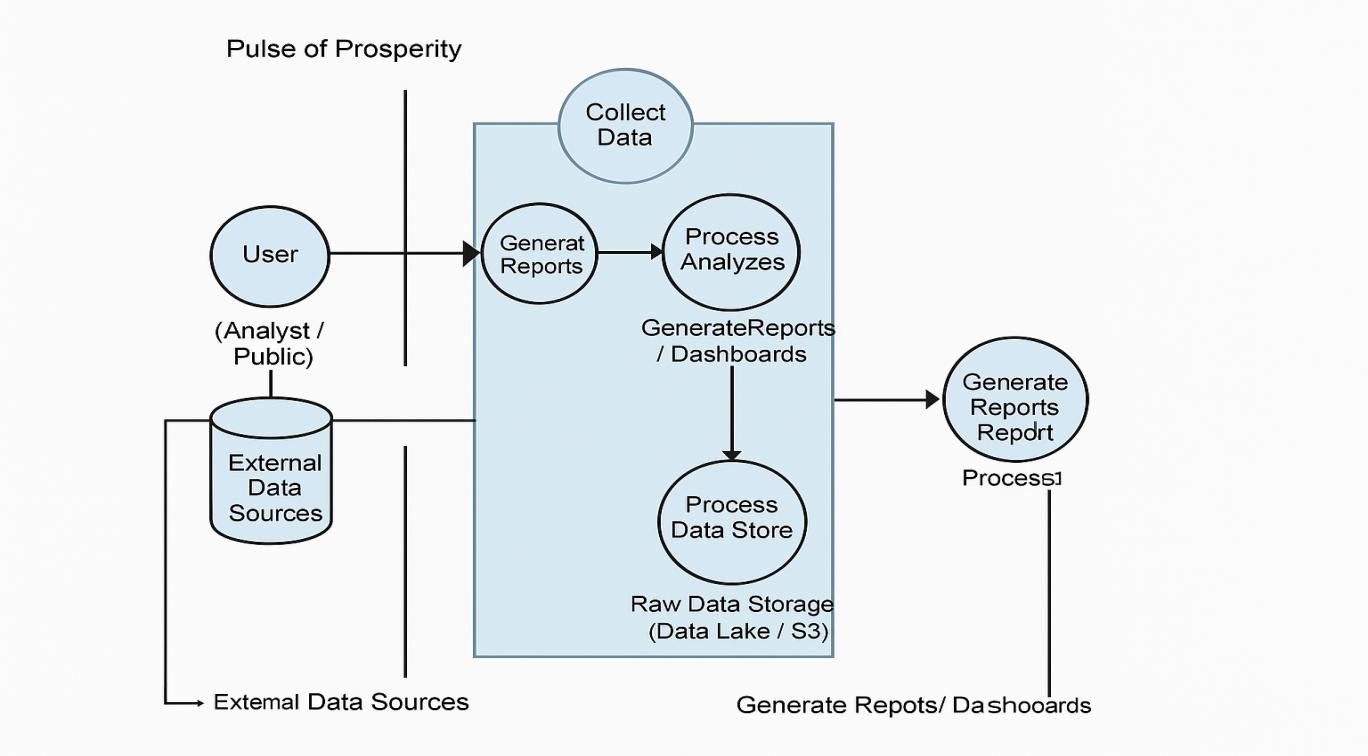 Pulse of Prosperity
Collect
Data
User
(Analyst /
Public)
Generat
Reports
Process
Analyzes
GenerateReports
/ Dashboards
External
Data
Sources
Process
Data Store
Raw Data Storage
(Data Lake / S3)
Generate
Reports
Repdrt
Process1
Extemal Data Sources
Generate Repots/ Dashooards